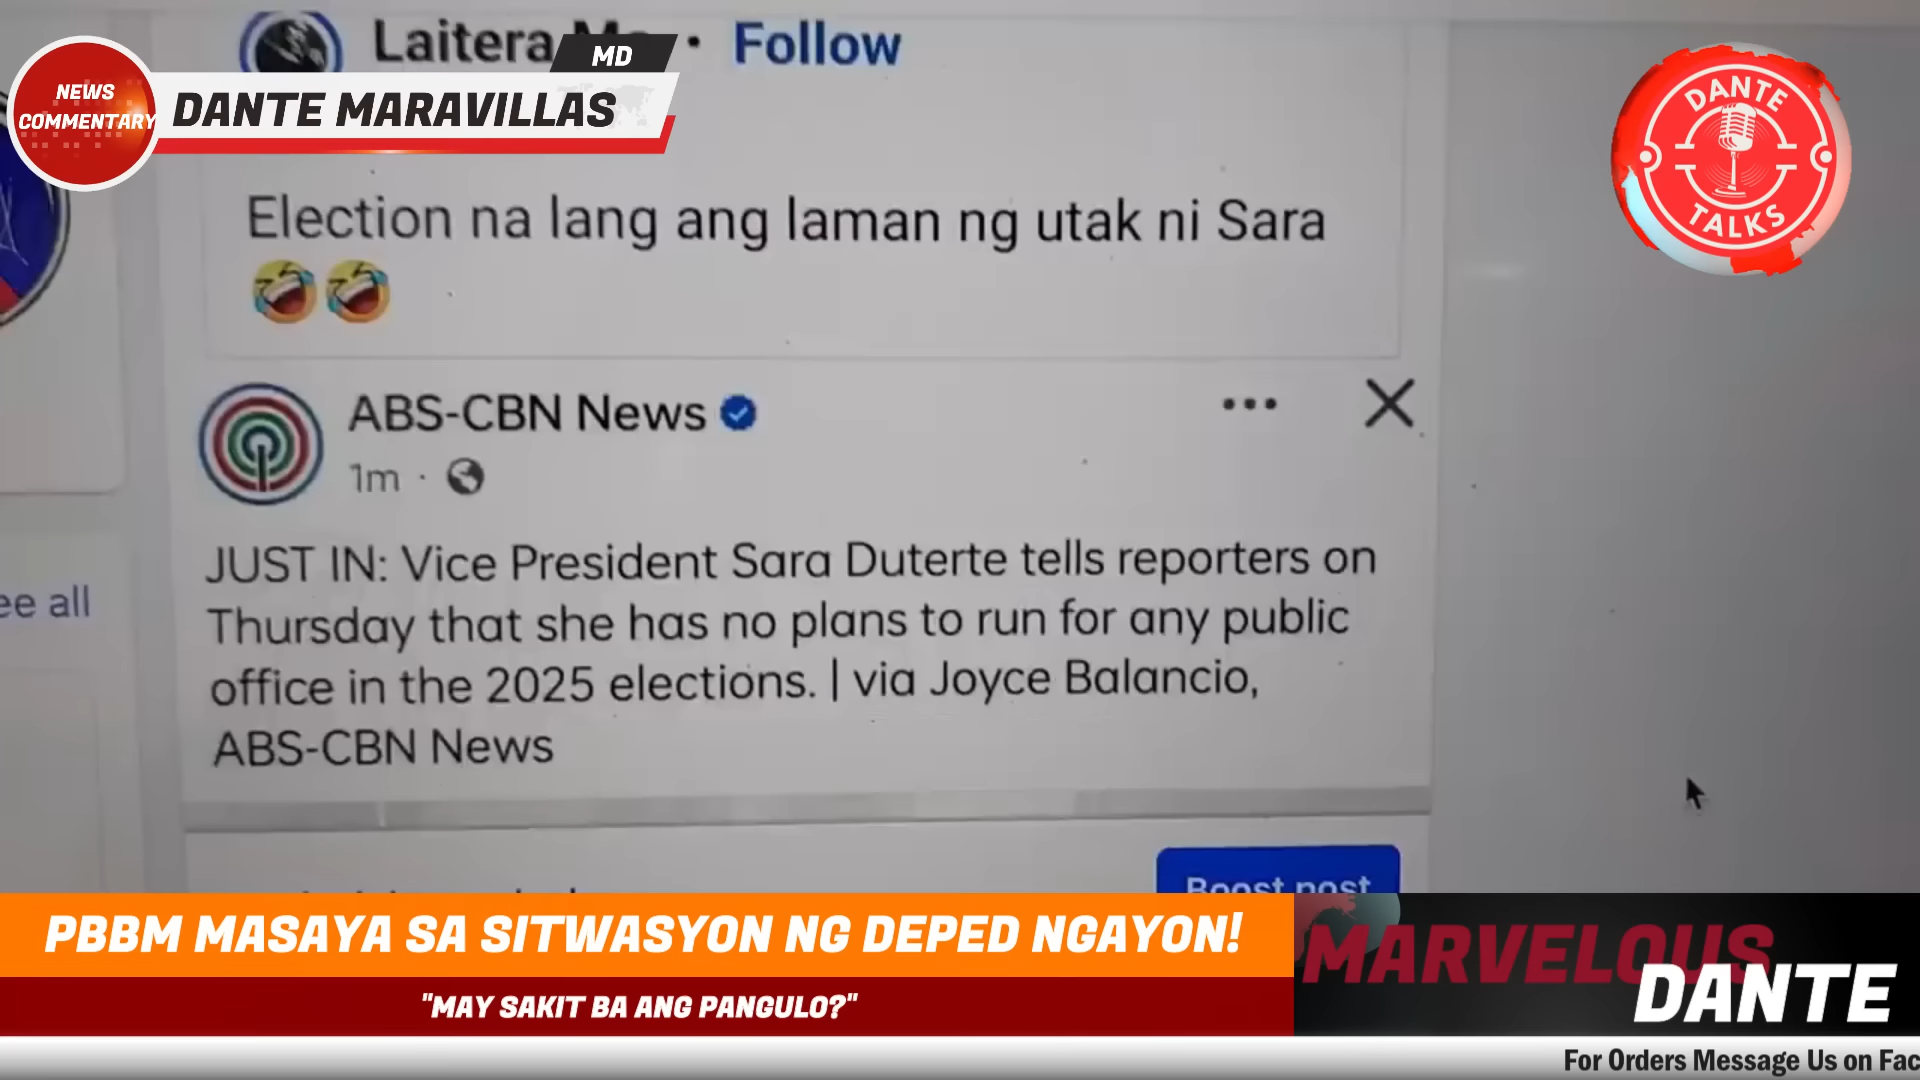 Laitera
Follow
MD
NEWS
COMMENTARY
DANTE MARAVILLAS
DANTE
TALKS
Election na lang ang laman ng utak ni Sara
🤣🤣
ABS-CBN News
1m
JUST IN: Vice President Sara Duterte tells reporters on
Thursday that she has no plans to run for any public
office in the 2025 elections. | via Joyce Balancio,
ABS-CBN News
ee all
Boost post
PBBM MASAYA SA SITWASYON NG DEPED NGAYON!
"MAY SAKIT BA ANG PANGULO?"
MARVELOUS
DANTE
For Orders Message Us on Fac